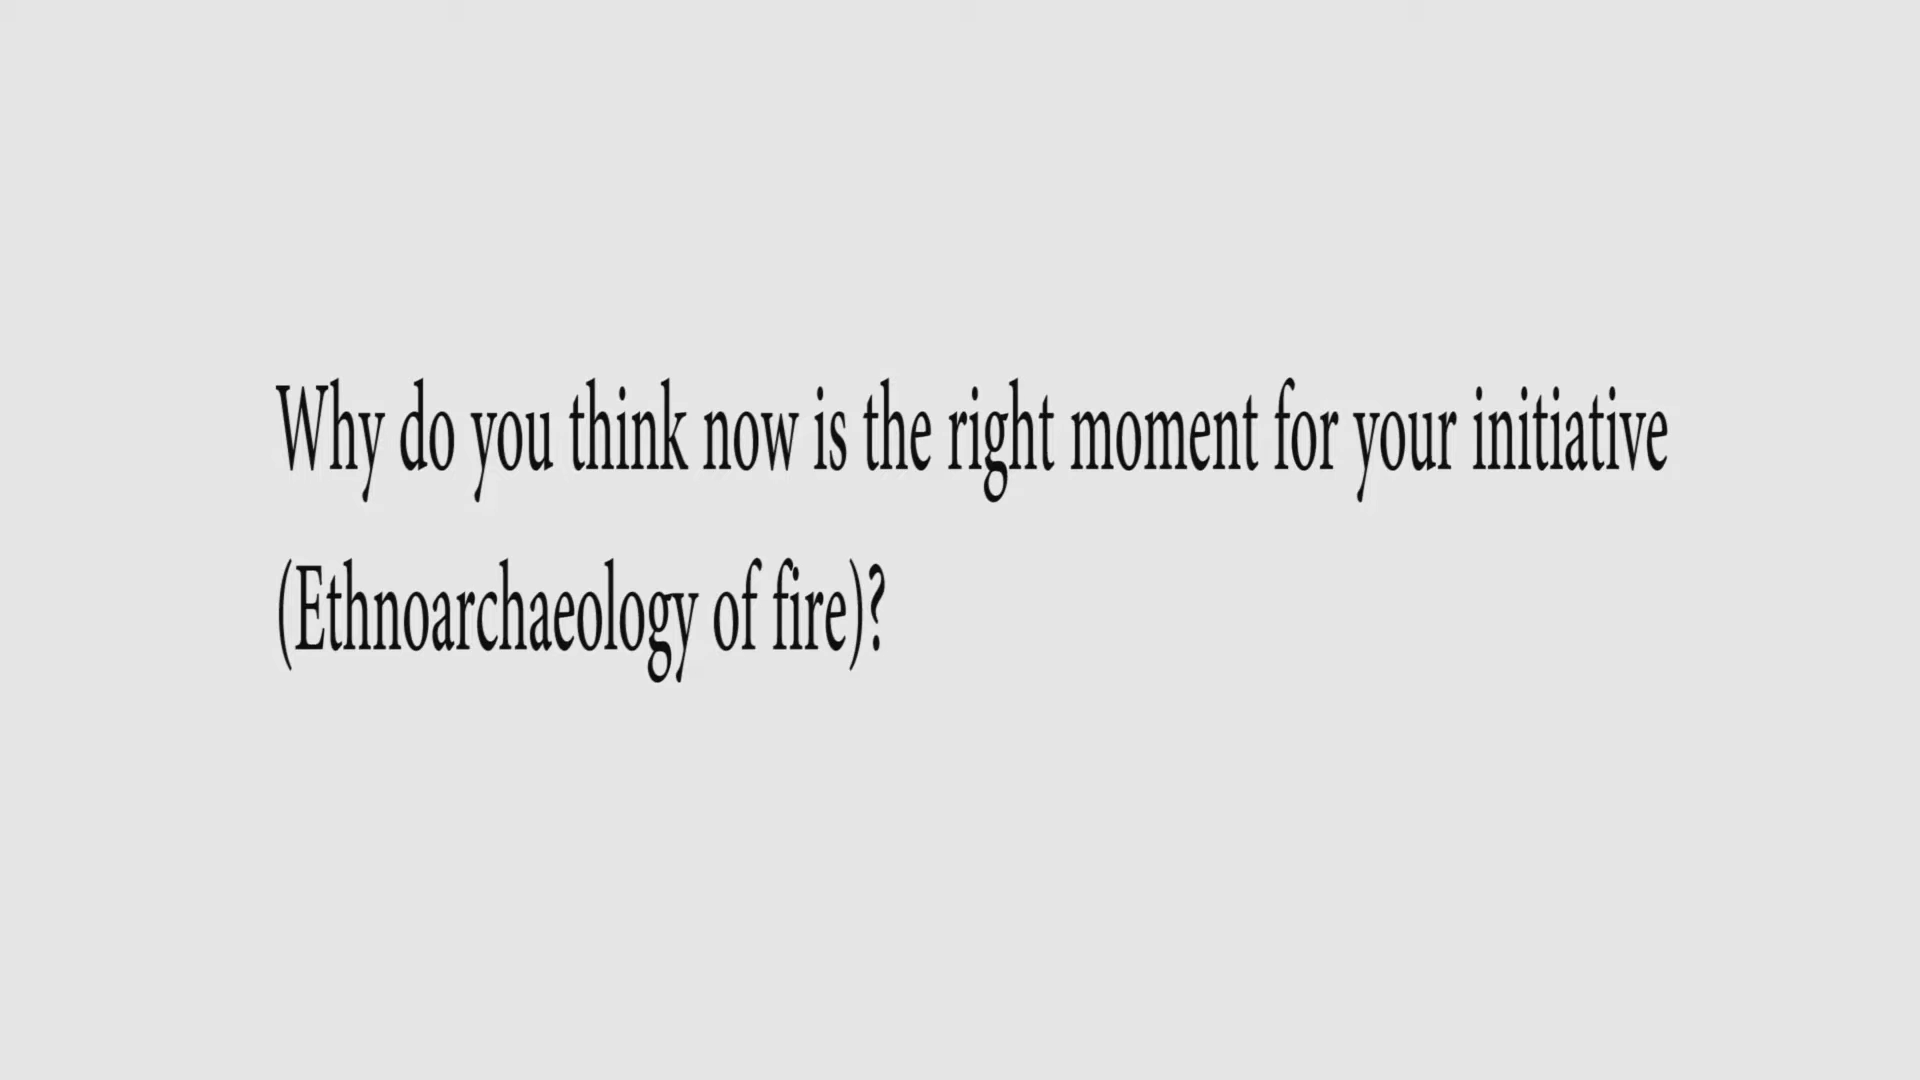 Why do you think now is the right moment for your initiative
(Ethnoarchaeology of fire)?